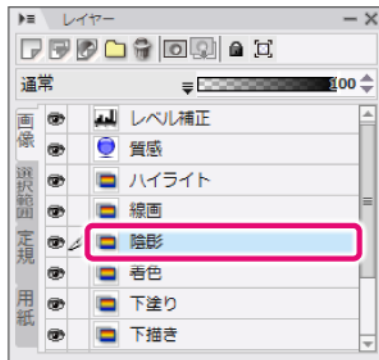 レイヤー
通常
100
画像
選択範囲
定規
用紙
レベル補正
質感
ハイライト
線画
陰影
着色
下塗り
下描き